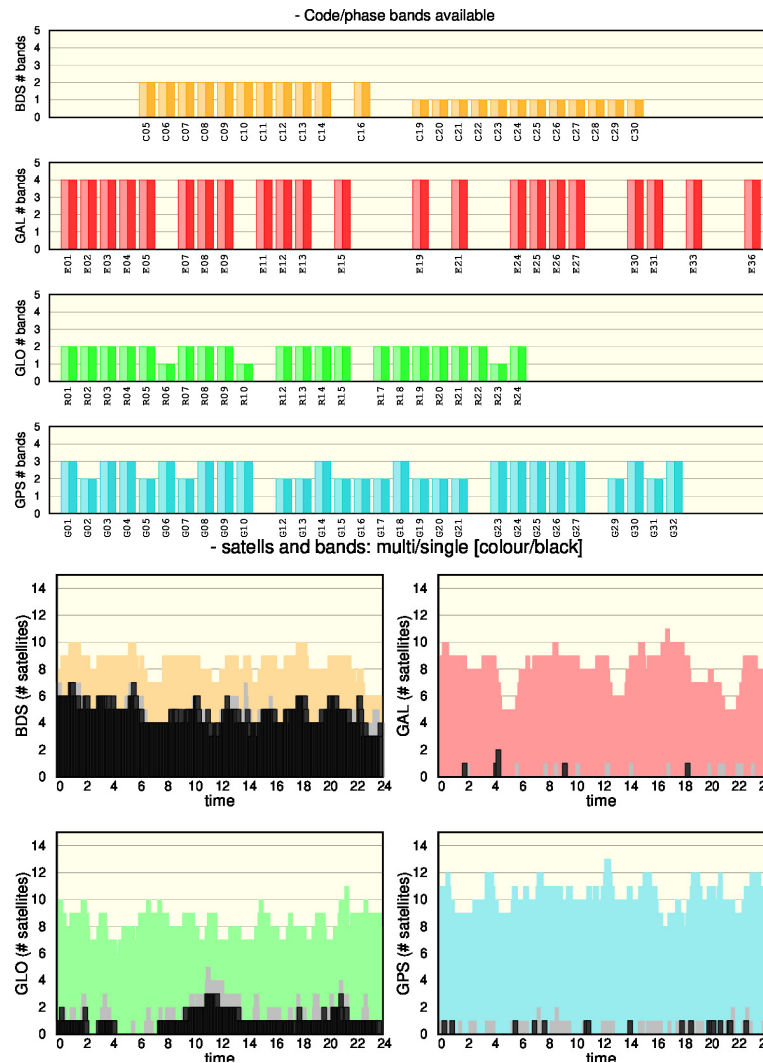 - Code/phase bands available
BDS # bands
5
4
3
2
1
0
C05 C06 C07 C08 C09 C10 C11 C12 C13 C14 C16 C19 C20 C21 C22 C23 C24 C25 C26 C27 C28 C29 C30
GAL # bands
5
4
3
2
1
0
E01 E02 E03 E04 E05 E07 E08 E09 E11 E12 E13 E15 E19 E21 E24 E25 E26 E27 E30 E31 E33 E36
GLO # bands
5
4
3
2
1
0
R01 R02 R03 R04 R05 R06 R07 R08 R09 R10 R12 R13 R14 R15 R17 R18 R19 R20 R21 R22 R23 R24
GPS # bands
5
4
3
2
1
0
G01 G02 G03 G04 G05 G06 G07 G08 G09 G10 G12 G13 G14 G15 G16 G17 G18 G19 G20 G21 G23 G24 G25 G26 G27 G29 G30 G31 G32
- satells and bands: multi/single [colour/black]
BDS (# satellites)
14
12
10
8
6
4
2
0
0 2 4 6 8 10 12 14 16 18 20 22 24
time
GAL (# satellites)
14
12
10
8
6
4
2
0
0 2 4 6 8 10 12 14 16 18 20 22 24
time
GLO (# satellites)
14
12
10
8
6
4
2
0
0 2 4 6 8 10 12 14 16 18 20 22 24
time
GPS (# satellites)
14
12
10
8
6
4
2
0
0 2 4 6 8 10 12 14 16 18 20 22 24
time